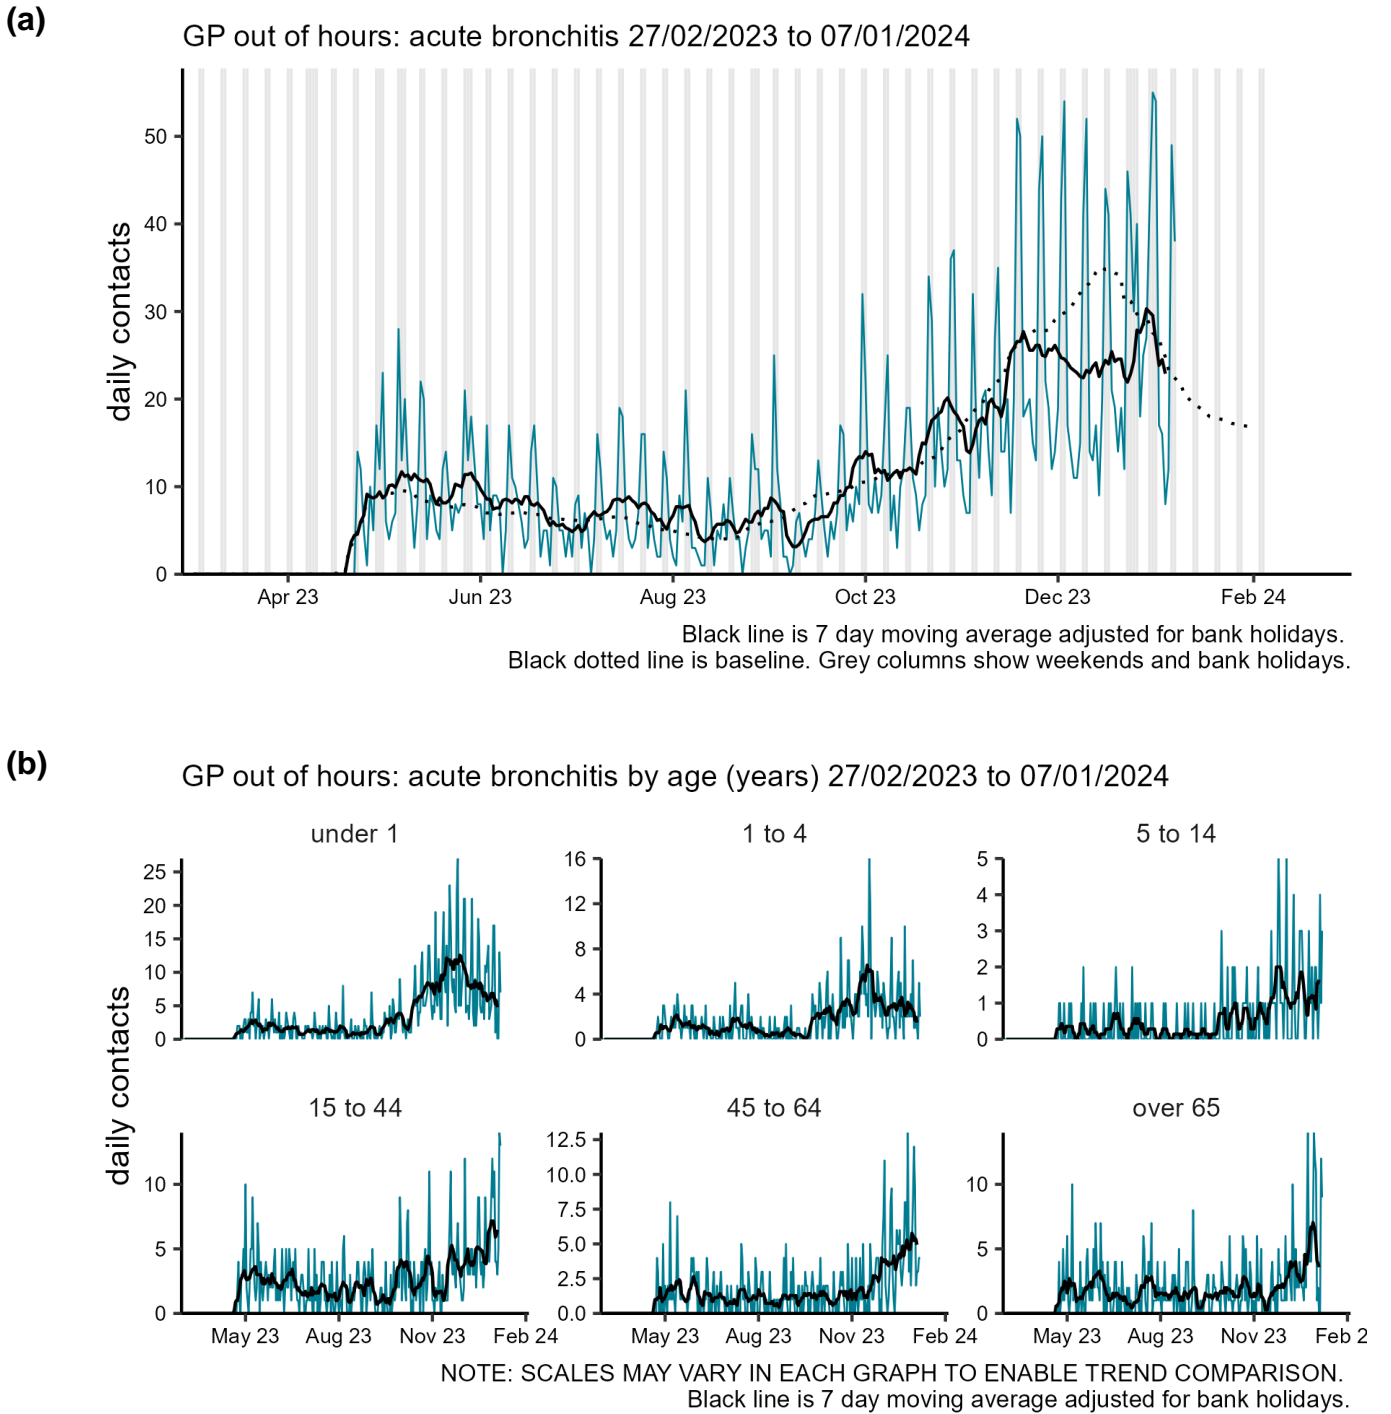 (a)
GP out of hours: acute bronchitis 27/02/2023 to 07/01/2024
daily contacts
50
40
30
20
10
0
Apr 23 Jun 23 Aug 23 Oct 23 Dec 23 Feb 24
Black line is 7 day moving average adjusted for bank holidays.
Black dotted line is baseline. Grey columns show weekends and bank holidays.
(b)
GP out of hours: acute bronchitis by age (years) 27/02/2023 to 07/01/2024
daily contacts
under 1
25
20
15
10
5
0
1 to 4
16
12
8
4
0
5 to 14
5
4
3
2
1
0
15 to 44
10
5
0
May 23 Aug 23 Nov 23 Feb 24
45 to 64
12.5
10.0
7.5
5.0
2.5
0.0
May 23 Aug 23 Nov 23 Feb 24
over 65
10
5
0
May 23 Aug 23 Nov 23 Feb 2
NOTE: SCALES MAY VARY IN EACH GRAPH TO ENABLE TREND COMPARISON.
Black line is 7 day moving average adjusted for bank holidays.